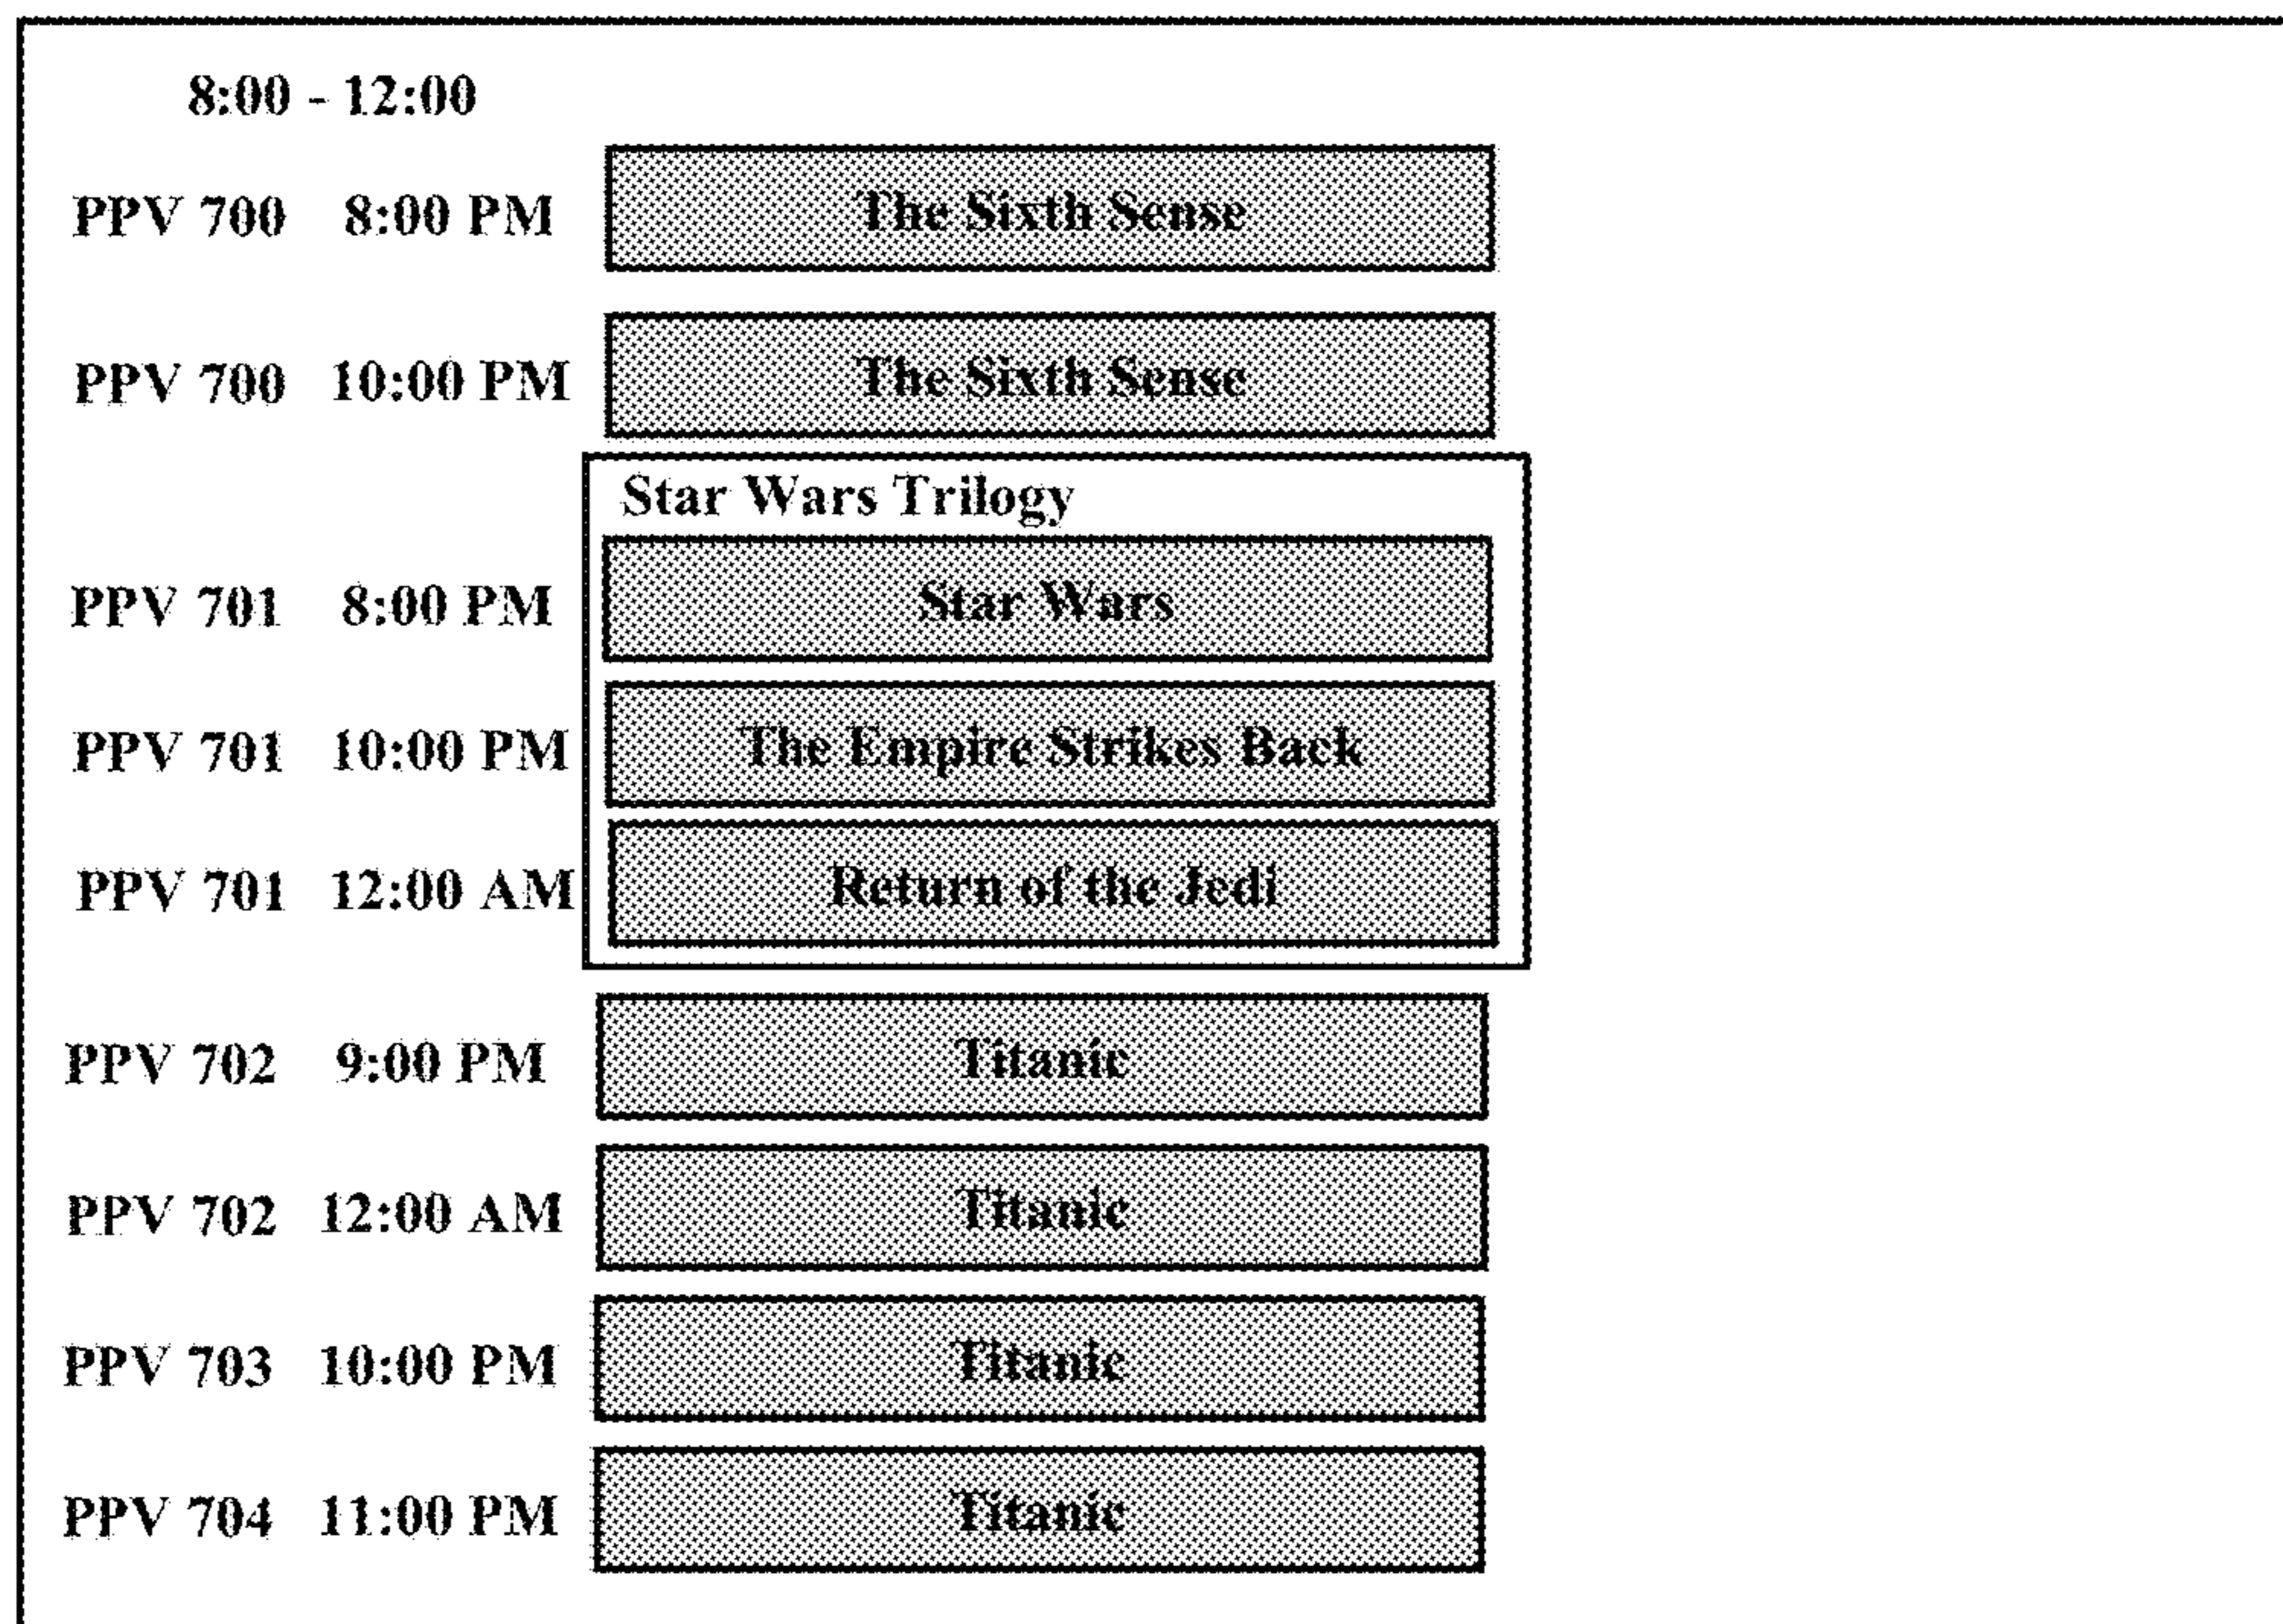 8:00 - 12:00
PPV 700 8:00 PM The Sixth Sense
PPV 700 10:00 PM The Sixth Sense
Star Wars Trilogy
PPV 701 8:00 PM Star Wars
PPV 701 10:00 PM The Empire Strikes Back
PPV 701 12:00 AM Return of the Jedi
PPV 702 9:00 PM Titanic
PPV 702 12:00 AM Titanic
PPV 703 10:00 PM Titanic
PPV 704 11:00 PM Titanic